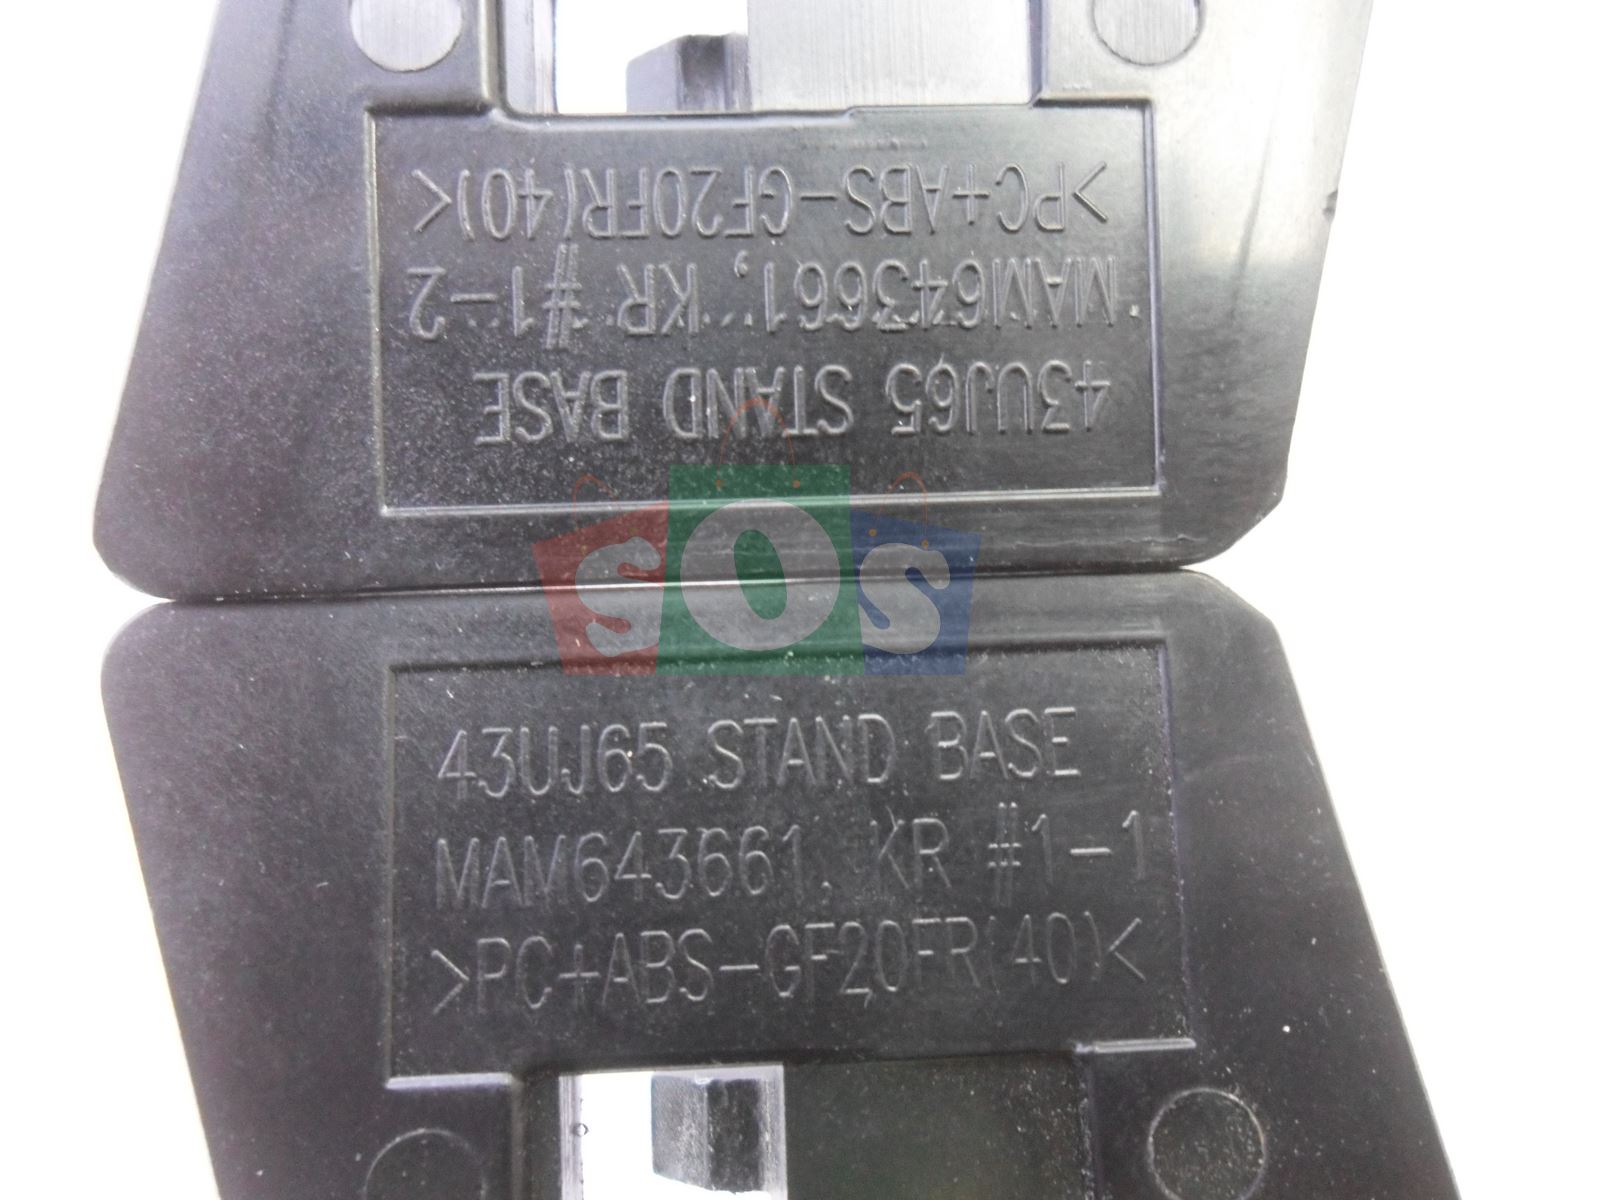 >PC+ABS-GF20FR(40)<
MAM643661, KR #1-2
43UJ65 STAND BASE
SOS
43UJ65 STAND BASE
MAM643661, KR #1-1
>PC+ABS-GF20FR(40)<